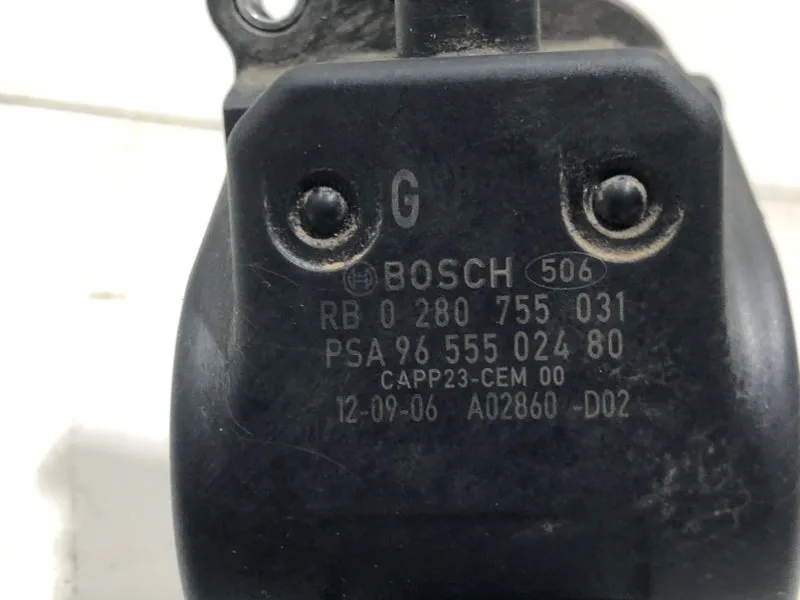 G
BOSCH 506
RB 0 280 755 031
PSA 96 555 024 80
CAPP23-CEM 00
12-09-06 A02860 -D02